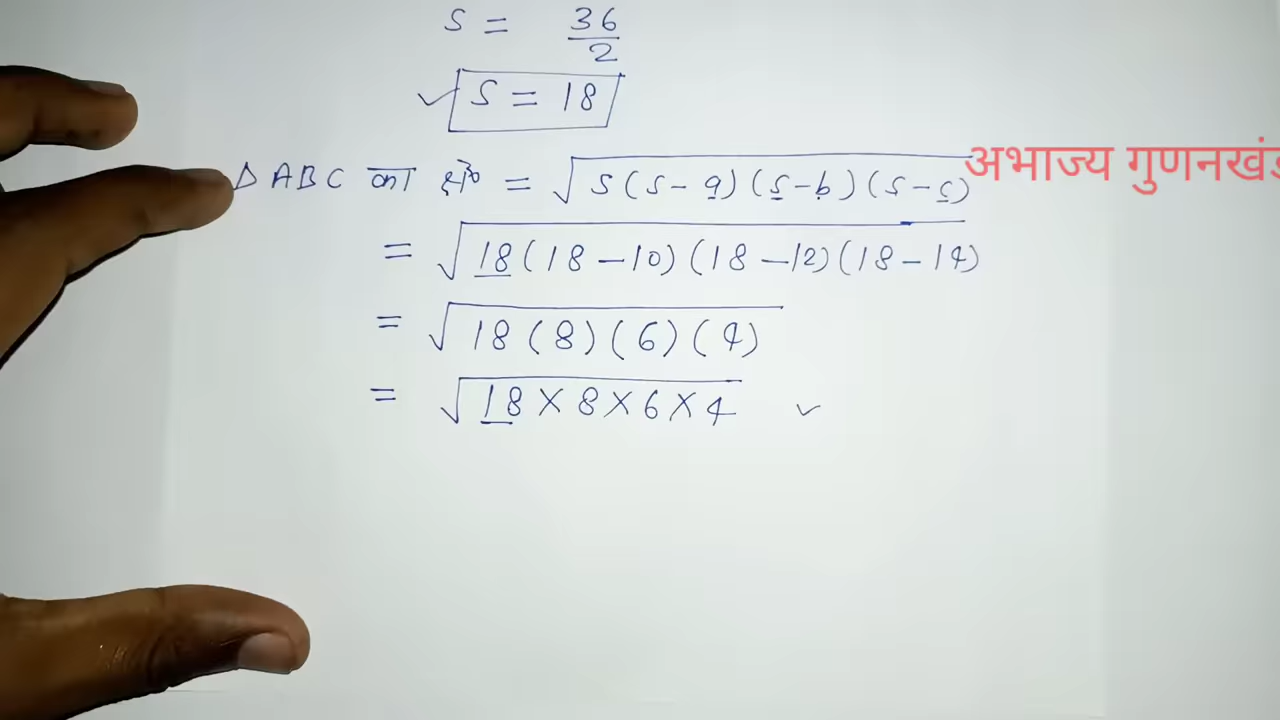 S = 36/2
✓ S = 18
Δ ABC का क्षे० = √S(S-a)(S-b)(S-c)
अभाज्य गुणनखंड
= √18(18-10)(18-12)(18-14)
= √18(8)(6)(4)
= √18×8×6×4 ✓